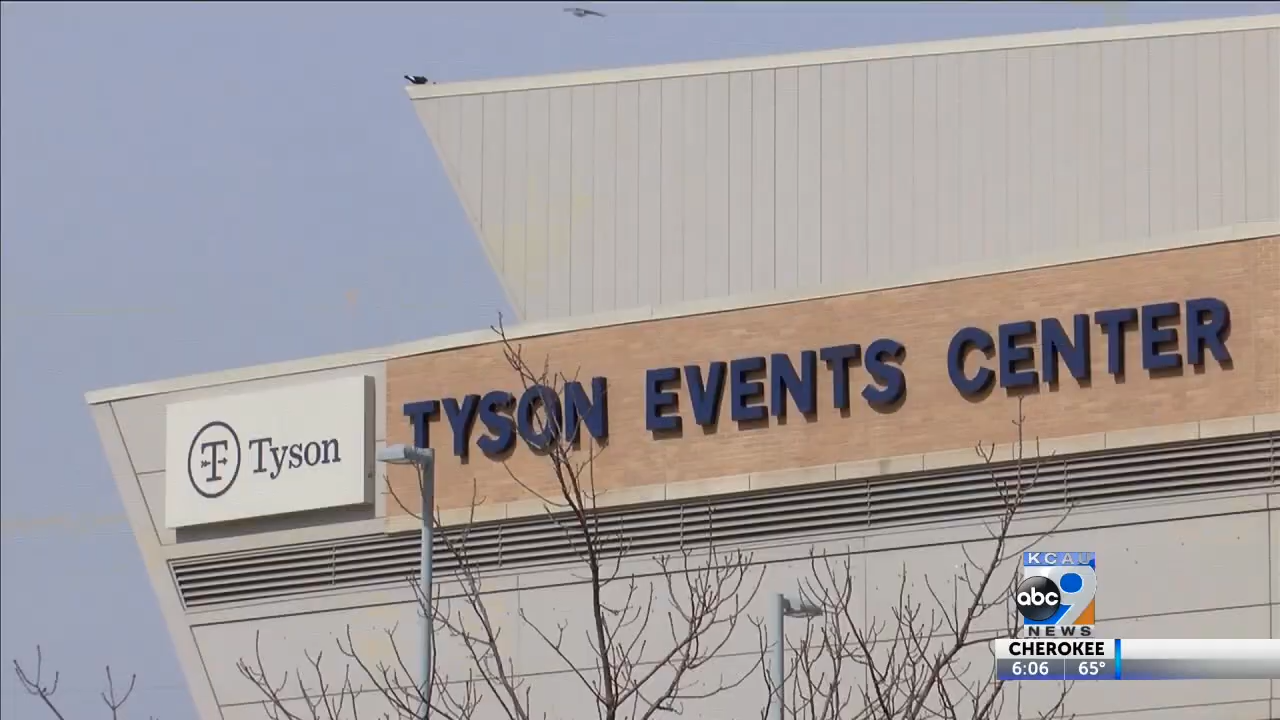 TYSON EVENTS CENTER
T Tyson
KCAU
abc 9
NEWS
CHEROKEE
6:06 65°